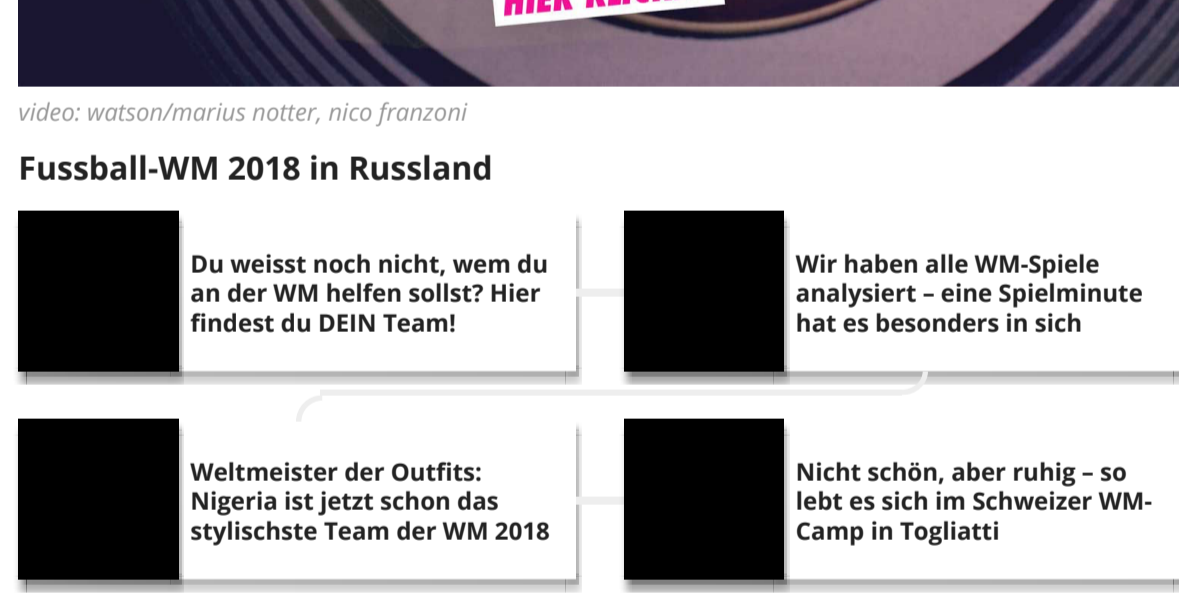 HIER
video: watson/marius notter, nico franzoni
Fussball-WM 2018 in Russland
Du weisst noch nicht, wem du
an der WM helfen sollst? Hier
findest du DEIN Team!
Wir haben alle WM-Spiele
analysiert – eine Spielminute
hat es besonders in sich
Weltmeister der Outfits:
Nigeria ist jetzt schon das
stylischste Team der WM 2018
Nicht schön, aber ruhig – so
lebt es sich im Schweizer WM-
Camp in Togliatti